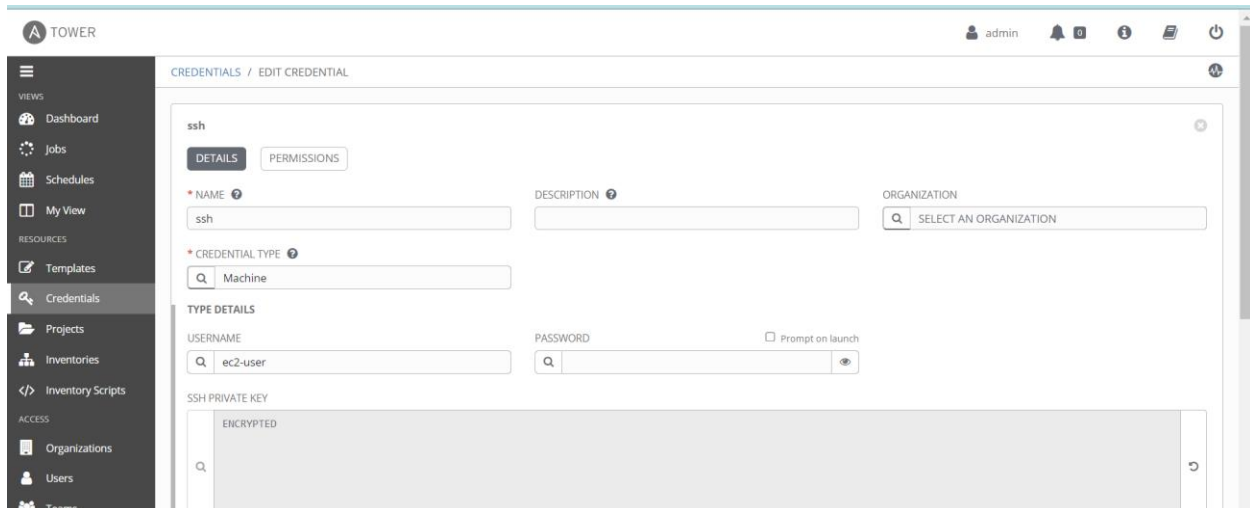 A TOWER
admin
0
CREDENTIALS / EDIT CREDENTIAL
VIEWS
Dashboard
Jobs
Schedules
My View
RESOURCES
Templates
Credentials
Projects
Inventories
</> Inventory Scripts
ACCESS
Organizations
Users
Teams
ssh
DETAILS PERMISSIONS
* NAME ? DESCRIPTION ? ORGANIZATION
ssh SELECT AN ORGANIZATION
* CREDENTIAL TYPE ?
Machine
TYPE DETAILS
USERNAME PASSWORD Prompt on launch
ec2-user
SSH PRIVATE KEY
ENCRYPTED